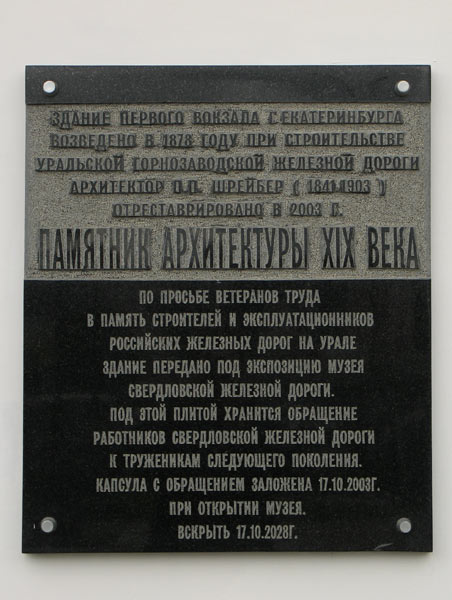 ЗДАНИЕ ПЕРВОГО ВОКЗАЛА Г.ЕКАТЕРИНБУРГА
ВОЗВЕДЕНО В 1878 ГОДУ ПРИ СТРОИТЕЛЬСТВЕ
УРАЛЬСКОЙ ГОРНОЗАВОДСКОЙ ЖЕЛЕЗНОЙ ДОРОГИ
АРХИТЕКТОР П.П. ШРЕЙБЕР ( 1841-1903 )
ОТРЕСТАВРИРОВАНО В 2003 Г.
ПАМЯТНИК АРХИТЕКТУРЫ XIX ВЕКА
ПО ПРОСЬБЕ ВЕТЕРАНОВ ТРУДА
В ПАМЯТЬ СТРОИТЕЛЕЙ И ЭКСПЛУАТАЦИОННИКОВ
РОССИЙСКИХ ЖЕЛЕЗНЫХ ДОРОГ НА УРАЛЕ
ЗДАНИЕ ПЕРЕДАНО ПОД ЭКСПОЗИЦИЮ МУЗЕЯ
СВЕРДЛОВСКОЙ ЖЕЛЕЗНОЙ ДОРОГИ.
ПОД ЭТОЙ ПЛИТОЙ ХРАНИТСЯ ОБРАЩЕНИЕ
РАБОТНИКОВ СВЕРДЛОВСКОЙ ЖЕЛЕЗНОЙ ДОРОГИ
К ТРУЖЕНИКАМ СЛЕДУЮЩЕГО ПОКОЛЕНИЯ.
КАПСУЛА С ОБРАЩЕНИЕМ ЗАЛОЖЕНА 17.10.2003Г.
ПРИ ОТКРЫТИИ МУЗЕЯ.
ВСКРЫТЬ 17.10.2028Г.